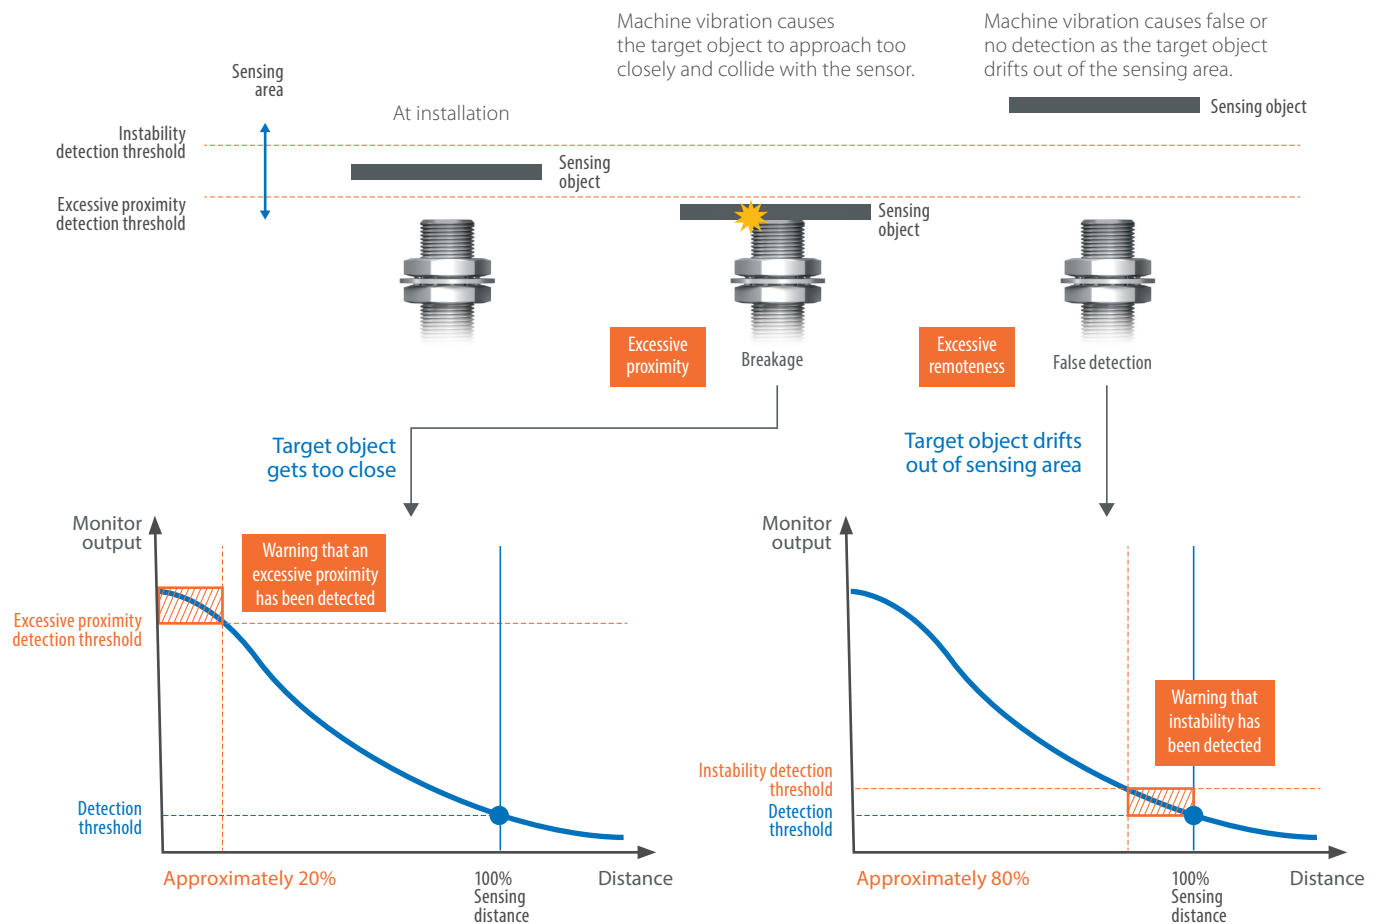 Machine vibration causes
the target object to approach too
closely and collide with the sensor.
Machine vibration causes false or
no detection as the target object
drifts out of the sensing area.
Sensing
area
At installation
Sensing object
Instability
detection threshold
Sensing
object
Excessive proximity
detection threshold
Sensing
object
Excessive
proximity
Breakage
Excessive
remoteness
False detection
Target object
gets too close
Target object drifts
out of sensing area
Monitor
output
Warning that an
excessive proximity
has been detected
Excessive proximity
detection threshold
Detection
threshold
Approximately 20%
100%
Sensing
distance
Distance
Monitor
output
Warning that
instability has
been detected
Instability detection
threshold
Detection
threshold
Approximately 80%
100%
Sensing
distance
Distance